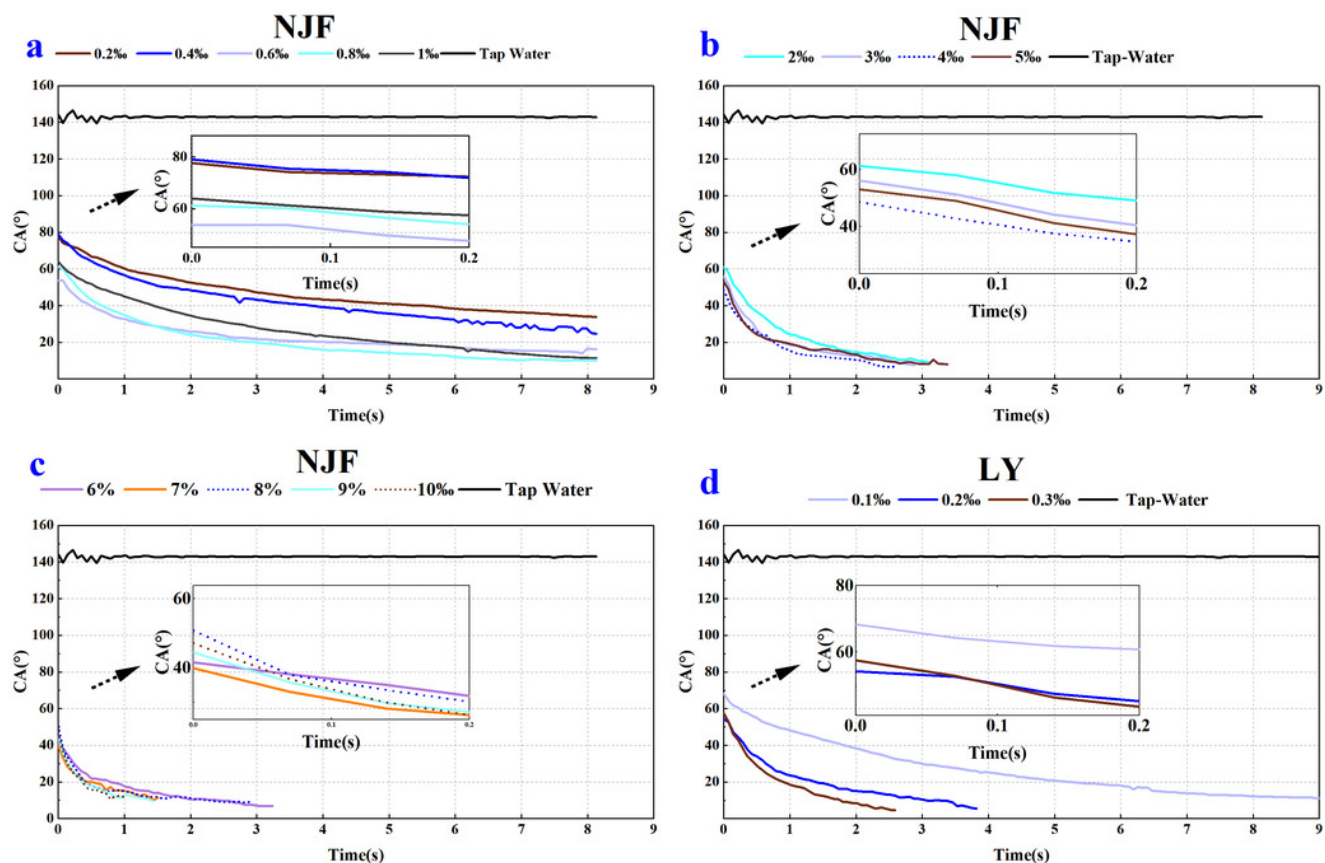 a NJF
0.2‰ 0.4‰ 0.6‰ 0.8‰ 1‰ Tap Water
160
140
120
100
80
60
40
20
CA(°)
0 1 2 3 4 5 6 7 8 9
Time(s)
80
60
CA(°)
0.0 0.1 0.2
Time(s)
b NJF
2‰ 3‰ 4‰ 5‰ Tap-Water
160
140
120
100
80
60
40
20
0
CA(°)
0 1 2 3 4 5 6 7 8 9
Time(s)
60
40
CA(°)
0.0 0.1 0.2
Time(s)
c NJF
6% 7% 8% 9% 10‰ Tap Water
160
140
120
100
80
60
40
20
0
CA(°)
0 1 2 3 4 5 6 7 8 9
Time(s)
60
40
CA(°)
0.0 0.1 0.2
Time(s)
d LY
0.1‰ 0.2‰ 0.3‰ Tap-Water
160
140
120
100
80
60
40
20
0
CA(°)
0 1 2 3 4 5 6 7 8 9
Time(s)
80
60
CA(°)
0.0 0.1 0.2
Time(s)